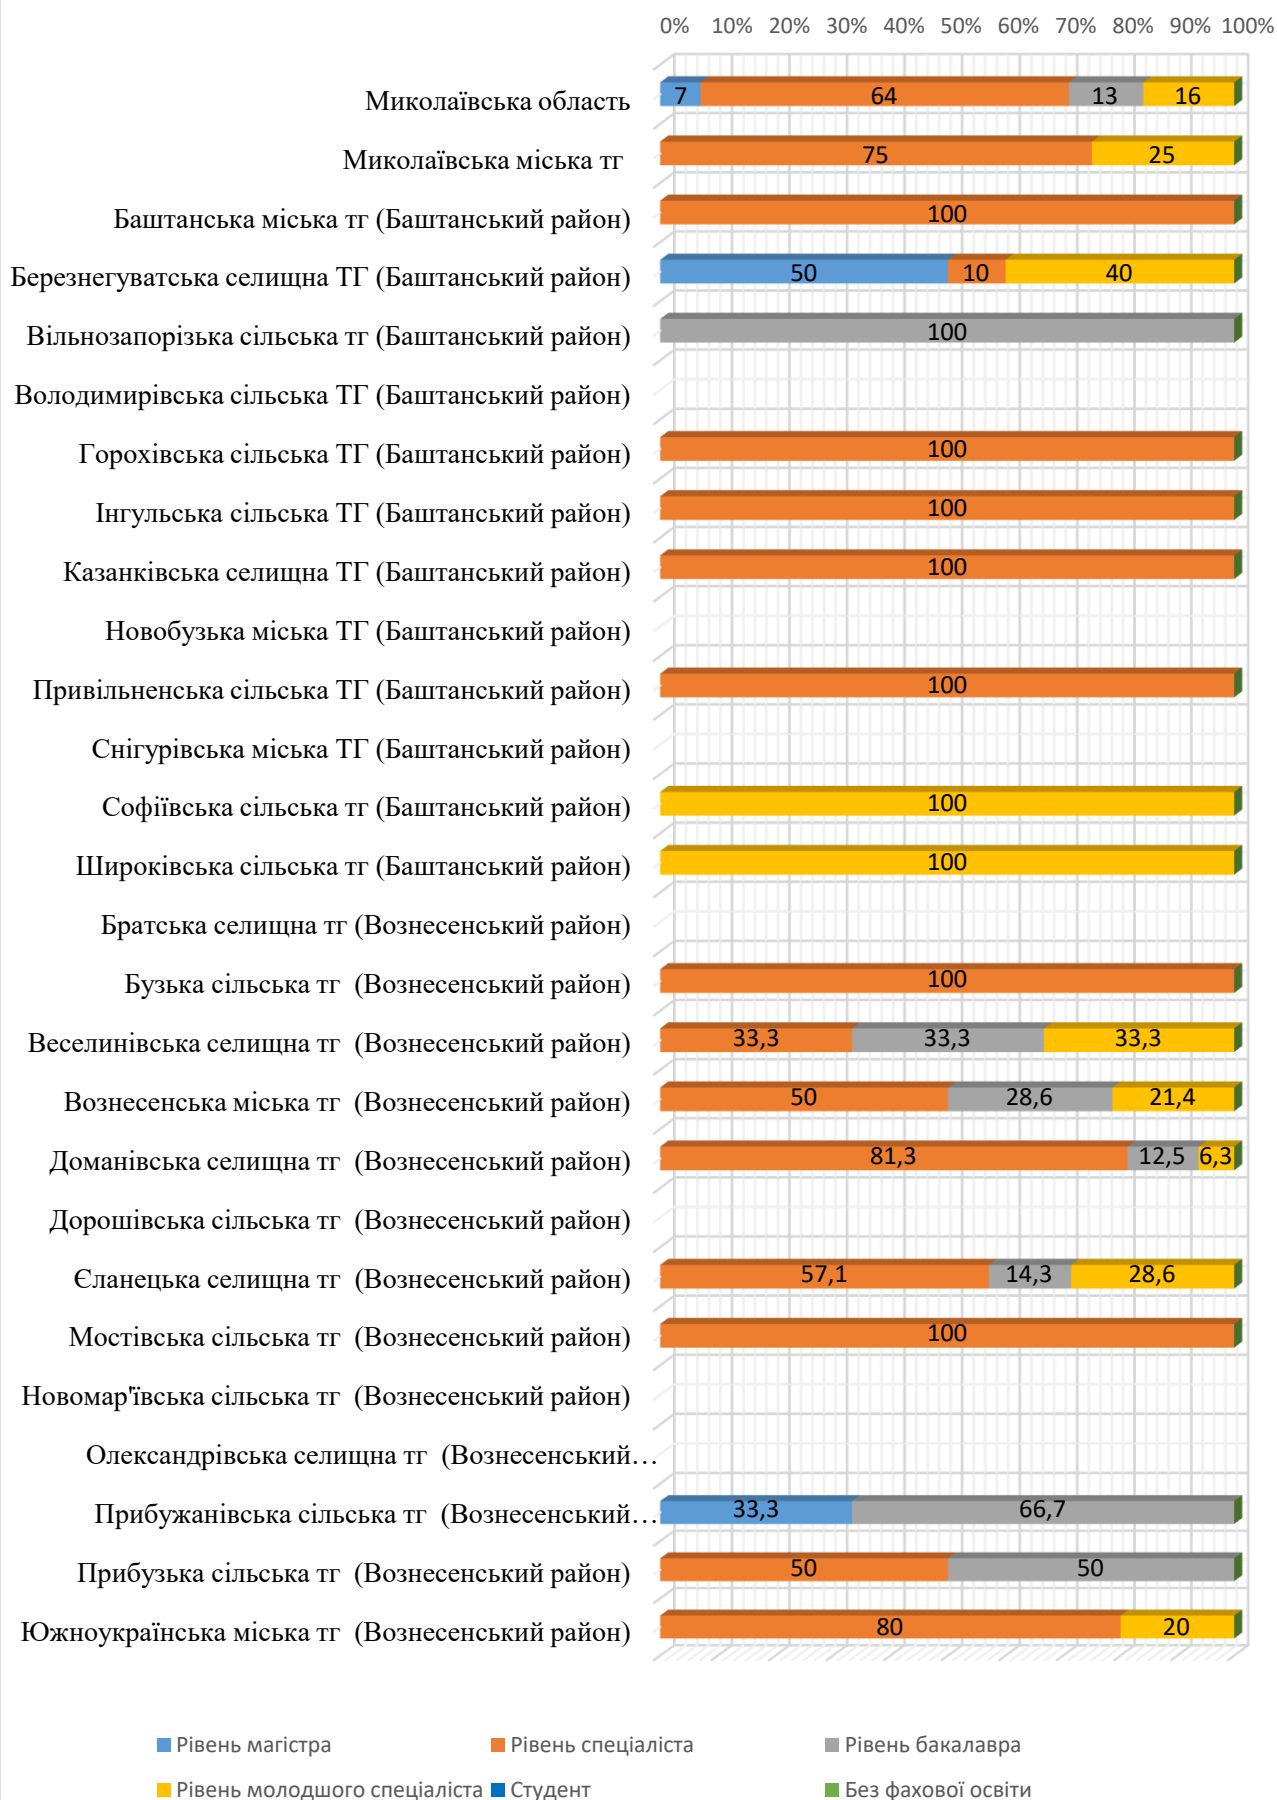 0% 10% 20% 30% 40% 50% 60% 70% 80% 90% 100%
Миколаївська область 7 64 13 16
Миколаївська міська тг 75 25
Баштанська міська тг (Баштанський район) 100
Березнегуватська селищна ТГ (Баштанський район) 50 10 40
Вільнозапорізька сільська тг (Баштанський район) 100
Володимирівська сільська ТГ (Баштанський район)
Горохівська сільська ТГ (Баштанський район) 100
Інгульська сільська ТГ (Баштанський район) 100
Казанківська селищна ТГ (Баштанський район) 100
Новобузька міська ТГ (Баштанський район)
Привільненська сільська ТГ (Баштанський район) 100
Снігурівська міська ТГ (Баштанський район)
Софіївська сільська тг (Баштанський район) 100
Широківська сільська тг (Баштанський район) 100
Братська селищна тг (Вознесенський район)
Бузька сільська тг (Вознесенський район) 100
Веселинівська селищна тг (Вознесенський район) 33,3 33,3 33,3
Вознесенська міська тг (Вознесенський район) 50 28,6 21,4
Доманівська селищна тг (Вознесенський район) 81,3 12,5 6,3
Дорошівська сільська тг (Вознесенський район)
Єланецька селищна тг (Вознесенський район) 57,1 14,3 28,6
Мостівська сільська тг (Вознесенський район) 100
Новомар'ївська сільська тг (Вознесенський район)
Олександрівська селищна тг (Вознесенський…
Прибужанівська сільська тг (Вознесенський… 33,3 66,7
Прибузька сільська тг (Вознесенський район) 50 50
Южноукраїнська міська тг (Вознесенський район) 80 20
Рівень магістра Рівень спеціаліста Рівень бакалавра
Рівень молодшого спеціаліста Студент Без фахової освіти